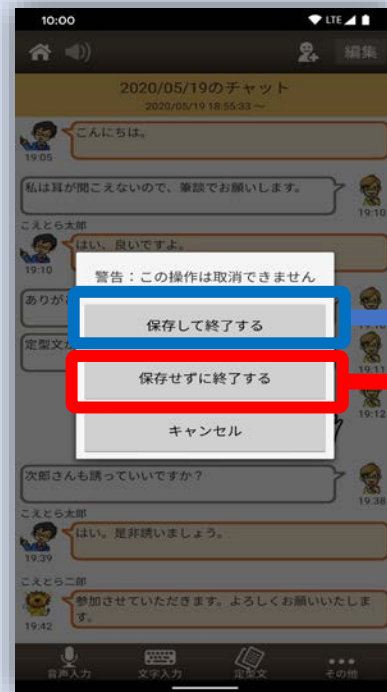 10:00
LTE
編集
2020/05/19のチャット
2020/05/19 18:55:33～
こんにちは。
19:05
私は耳が聞こえないので、筆談でお願いします。
19:10
こえとら太郎
はい、良いですよ。
19:10
警告：この操作は取消できません
ありがと
保存して終了する
19:10
定型文
19:11
保存せずに終了する
19:12
キャンセル
次郎さんも誘っていいですか？
19:38
こえとら太郎
はい。是非誘いましょう。
19:39
こえとら二郎
参加させていただきます。よろしくお願いいたしま
す。
19:42
音声入力
文字入力
定型文
その他